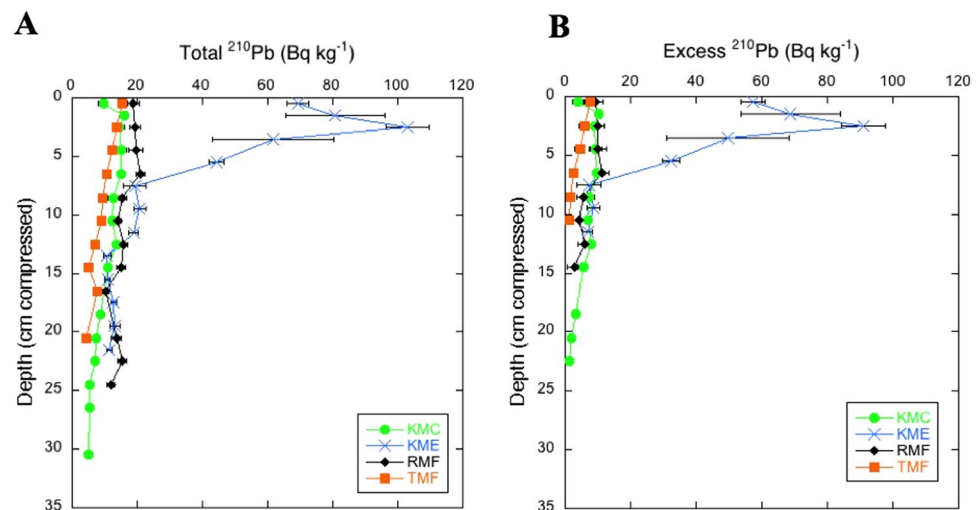 A
Total ²¹⁰Pb (Bq kg⁻¹)
0 20 40 60 80 100 120
0
5
10
15
20
25
30
35
Depth (cm compressed)
KMC
KME
RMF
TMF
B
Excess ²¹⁰Pb (Bq kg⁻¹)
0 20 40 60 80 100 120
0
5
10
15
20
25
30
35
Depth (cm compressed)
KMC
KME
RMF
TMF